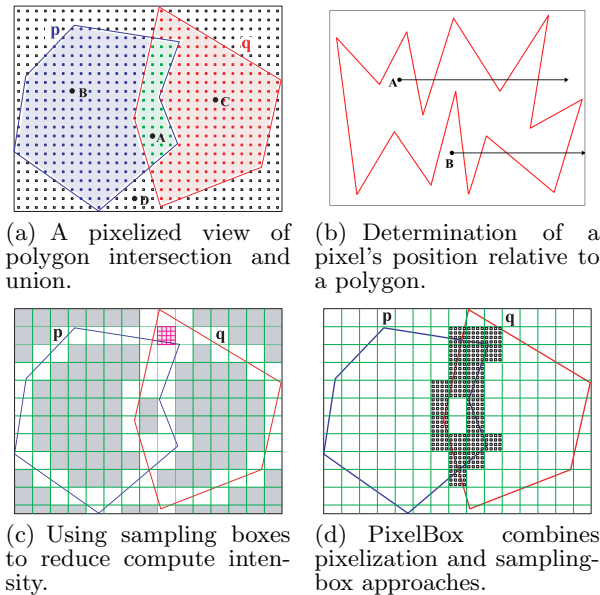 p
q
B
C
A
D
(a) A pixelized view of
polygon intersection and
union.
A
B
(b) Determination of a
pixel's position relative to
a polygon.
p
q
(c) Using sampling boxes
to reduce compute inten-
sity.
p
q
(d) PixelBox combines
pixelization and sampling-
box approaches.